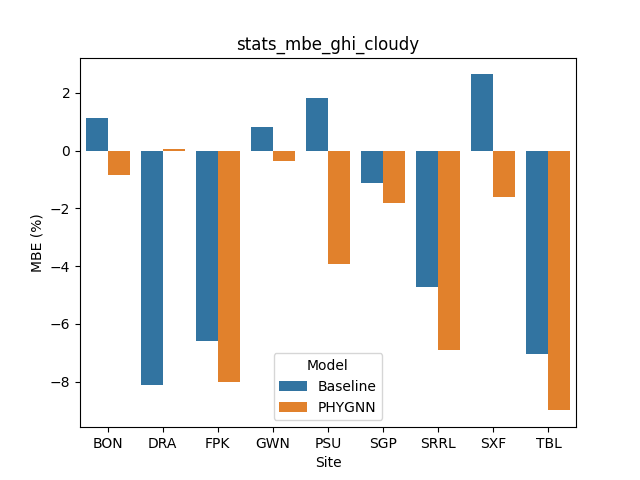 stats_mbe_ghi_cloudy
MBE (%)
2
0
−2
−4
−6
−8
Model
Baseline
PHYGNN
BON DRA FPK GWN PSU SGP SRRL SXF TBL
Site